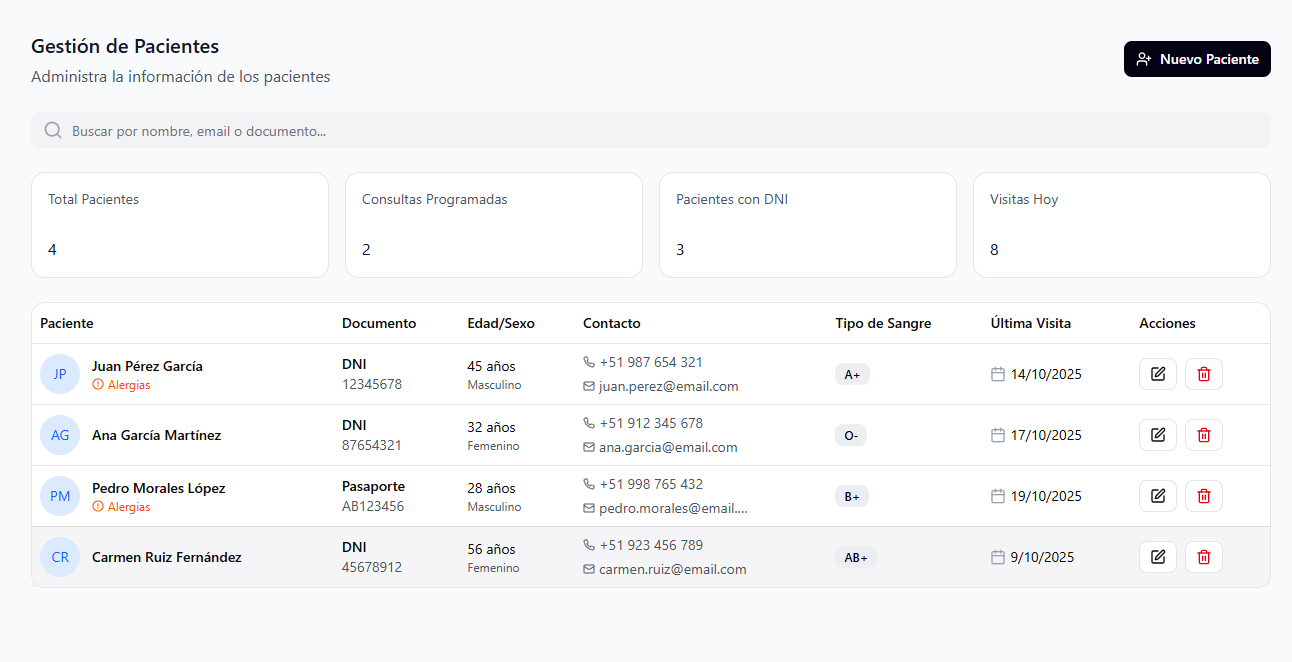 Gestión de Pacientes
Administra la información de los pacientes
Nuevo Paciente
Buscar por nombre, email o documento...
Total Pacientes
4
Consultas Programadas
2
Pacientes con DNI
3
Visitas Hoy
8
Paciente Documento Edad/Sexo Contacto Tipo de Sangre Última Visita Acciones
JP
Juan Pérez García
Alergias
DNI
12345678
45 años
Masculino
+51 987 654 321
juan.perez@email.com
A+
14/10/2025
AG
Ana García Martínez
DNI
87654321
32 años
Femenino
+51 912 345 678
ana.garcia@email.com
O-
17/10/2025
PM
Pedro Morales López
Alergias
Pasaporte
AB123456
28 años
Masculino
+51 998 765 432
pedro.morales@email....
B+
19/10/2025
CR
Carmen Ruiz Fernández
DNI
45678912
56 años
Femenino
+51 923 456 789
carmen.ruiz@email.com
AB+
9/10/2025